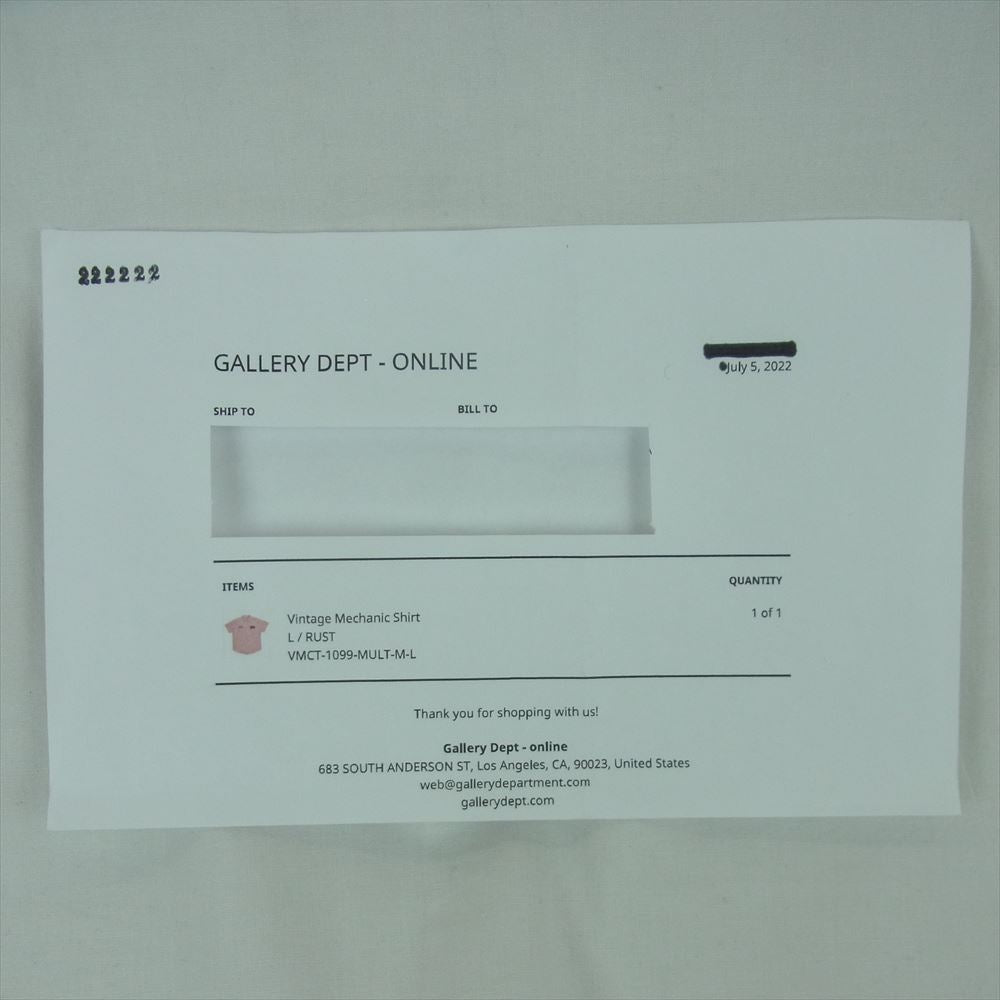 222222
GALLERY DEPT - ONLINE
July 5, 2022
SHIP TO
BILL TO
ITEMS
QUANTITY
Vintage Mechanic Shirt
1 of 1
L / RUST
VMCT-1099-MULT-M-L
Thank you for shopping with us!
Gallery Dept - online
683 SOUTH ANDERSON ST, Los Angeles, CA, 90023, United States
web@gallerydepartment.com
gallerydept.com